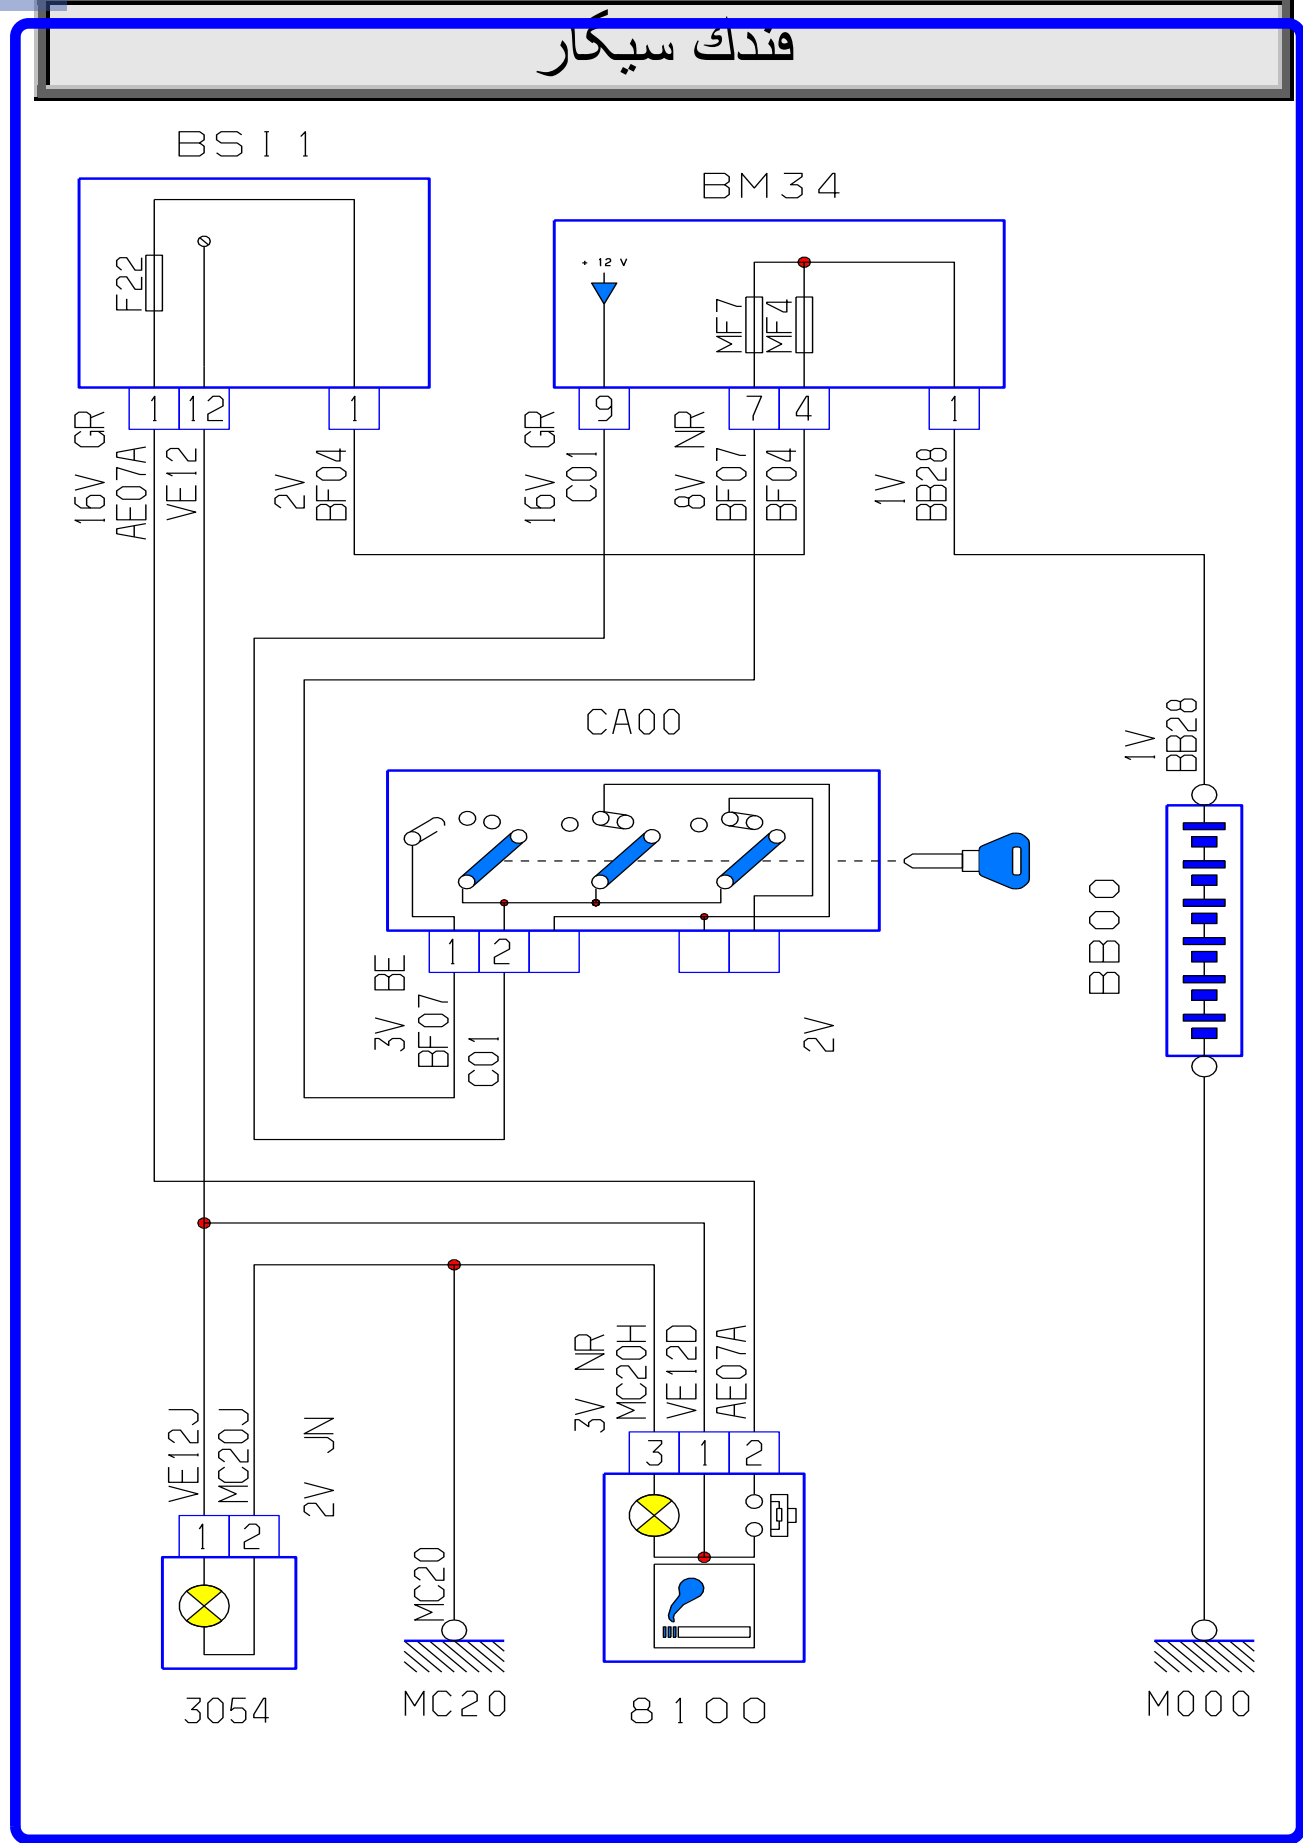 فندك سيكار
BSI1
BM34
+ 12 V
F22
MF7
MF4
1
12
1
9
7
4
1
16V GR
AE07A
VE12
2V
BF04
16V GR
C01
8V NR
BF07
BF04
1V
BB28
CA00
1V
BB28
BB00
1
2
3V BE
BF07
C01
2V
3V NR
MC20H
VE12D
AE07A
VE12J
MC20J
2V JN
3
1
2
1
2
MC20
3054
MC20
8100
M000